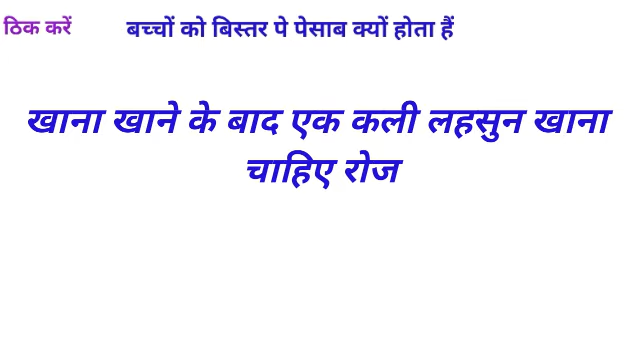 ठिक करें बच्चों को बिस्तर पे पेसाब क्यों होता हैं
खाना खाने के बाद एक कली लहसुन खाना
चाहिए रोज